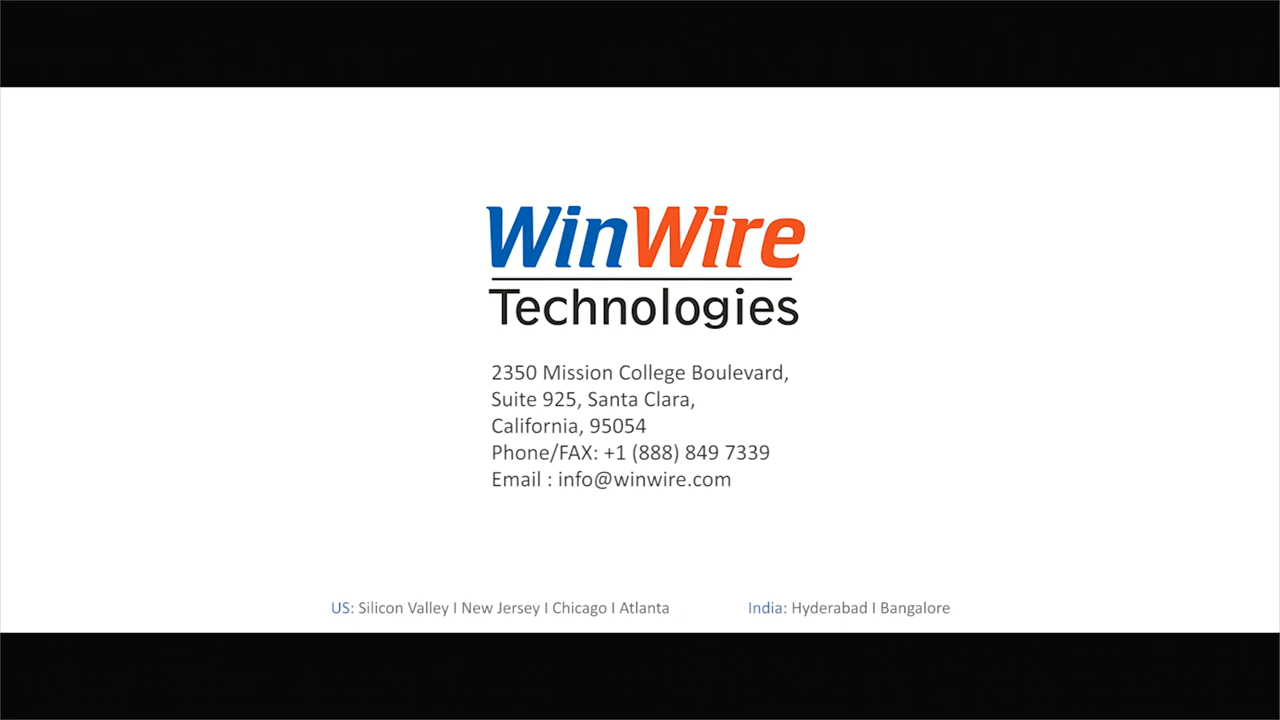 WinWire
Technologies
2350 Mission College Boulevard,
Suite 925, Santa Clara,
California, 95054
Phone/FAX: +1 (888) 849 7339
Email : info@winwire.com
US: Silicon Valley I New Jersey I Chicago I Atlanta
India: Hyderabad I Bangalore